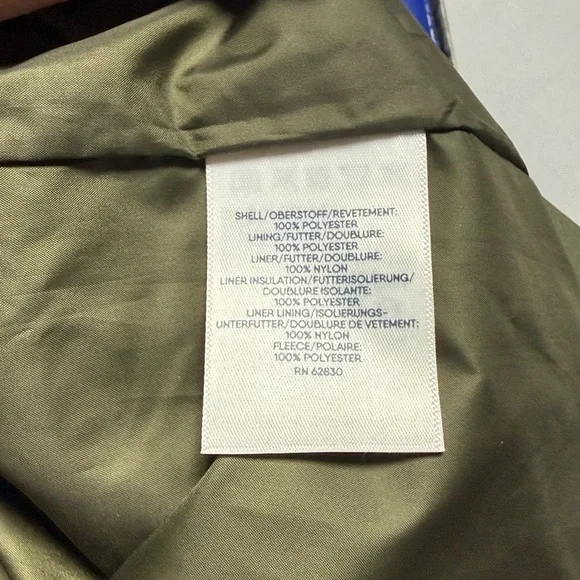 SHELL/OBERSTOFF/REVETEMENT:
100% POLYESTER
LINING/FUTTER/DOUBLURE:
100% POLYESTER
LINER/FUTTER/DOUBLURE:
100% NYLON
LINER INSULATION/FUTTERISOLIERUNG/
DOUBLURE ISOLANTE:
100% POLYESTER
LINER LINING/ISOLIERUNGS-
UNTERFUTTER/DOUBLURE DE VETEMENT:
100% NYLON
FLEECE/POLAIRE:
100% POLYESTER
RN 62830